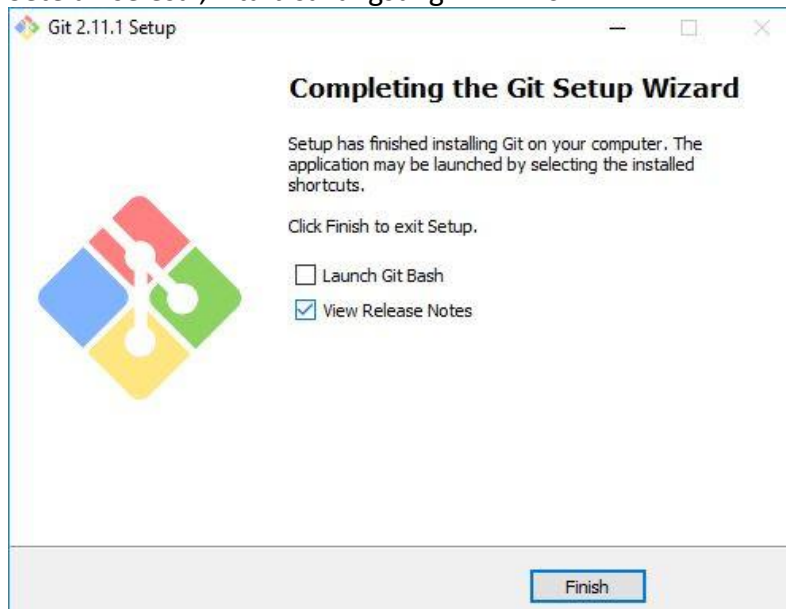 Git 2.11.1 Setup
Completing the Git Setup Wizard
Setup has finished installing Git on your computer. The
application may be launched by selecting the installed
shortcuts.
Click Finish to exit Setup.
Launch Git Bash
View Release Notes
Finish